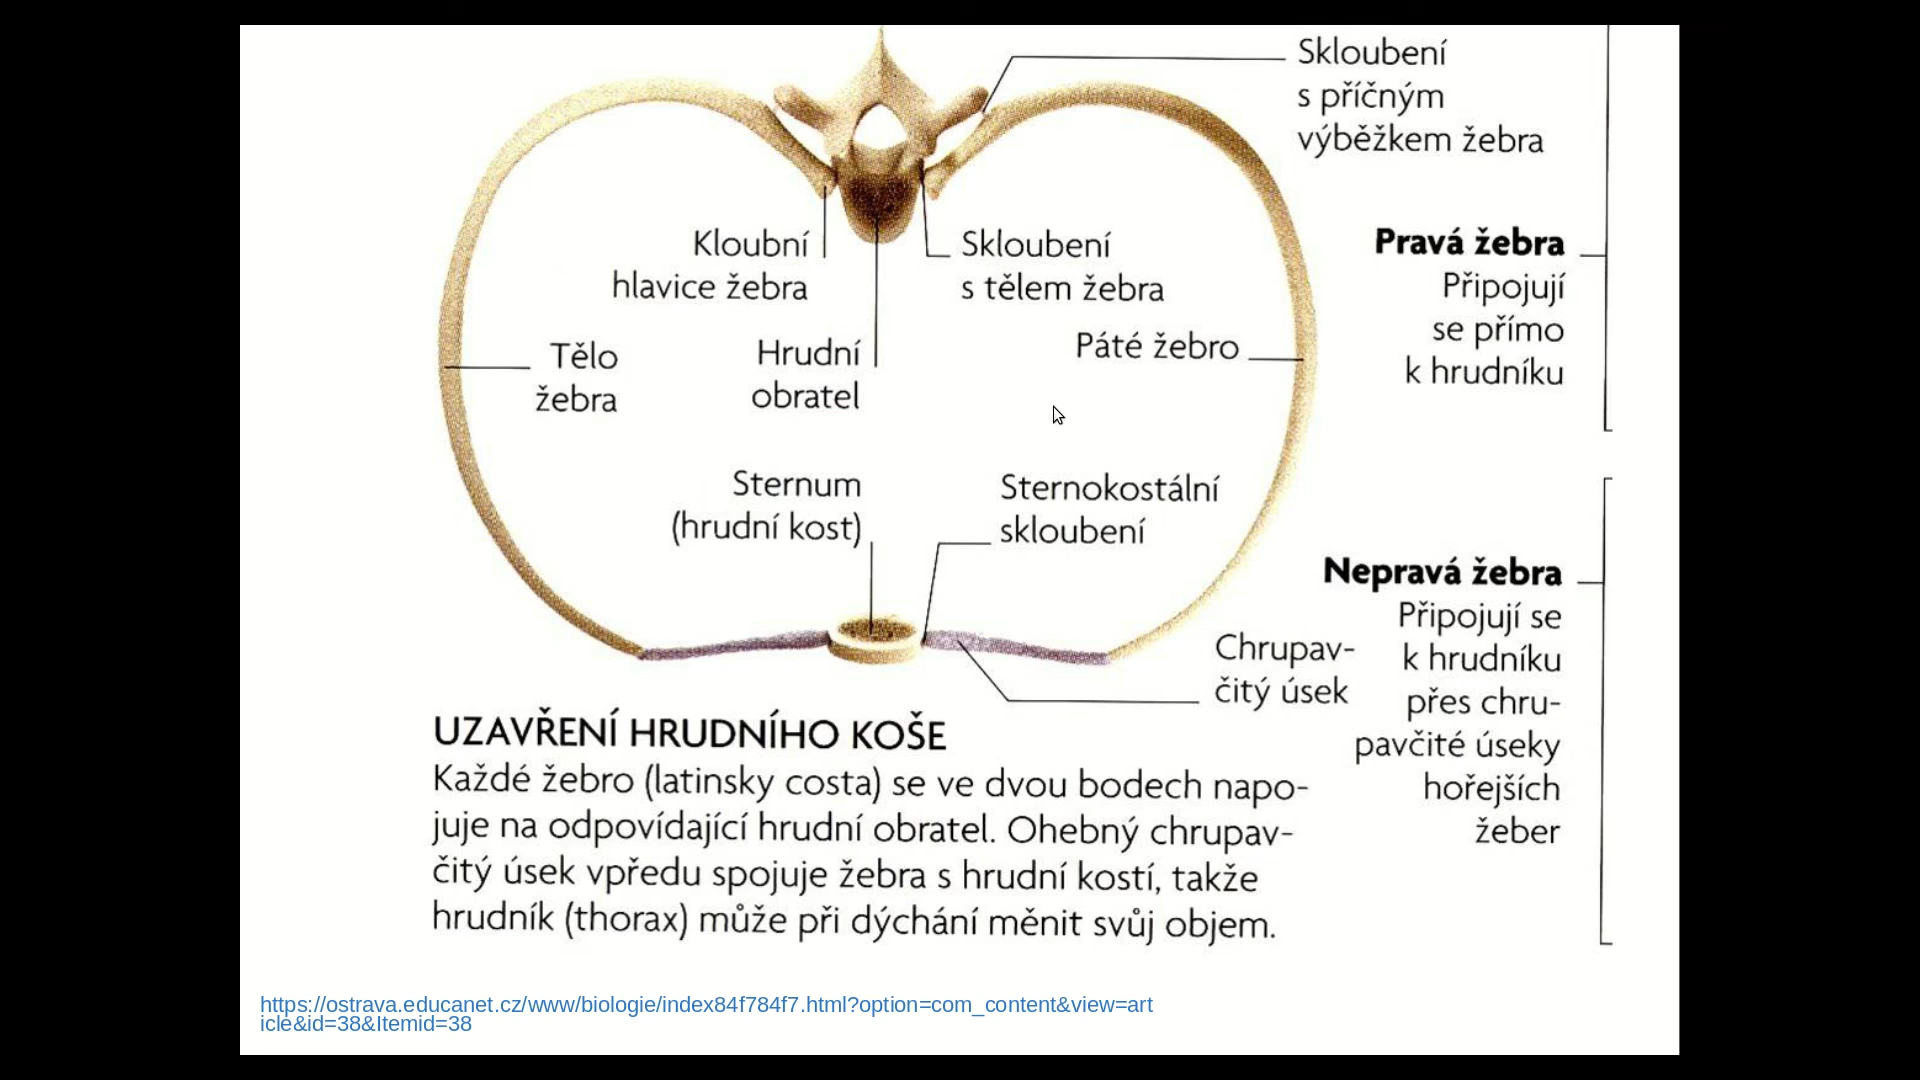 Skloubení
s příčným
výběžkem žebra
Kloubní
hlavice žebra
Skloubení
s tělem žebra
Pravá žebra
Připojují
se přímo
k hrudníku
Tělo
žebra
Hrudní
obratel
Páté žebro
Sternum
(hrudní kost)
Sternokostální
skloubení
Nepravá žebra
Připojují se
k hrudníku
přes chru-
pavčité úseky
hořejších
žeber
Chrupav-
čitý úsek
UZAVŘENÍ HRUDNÍHO KOŠE
Každé žebro (latinsky costa) se ve dvou bodech napo-
juje na odpovídající hrudní obratel. Ohebný chrupav-
čitý úsek vpředu spojuje žebra s hrudní kostí, takže
hrudník (thorax) může při dýchání měnit svůj objem.
https://ostrava.educanet.cz/www/biologie/index84f784f7.html?option=com_content&view=art
icle&id=38&Itemid=38